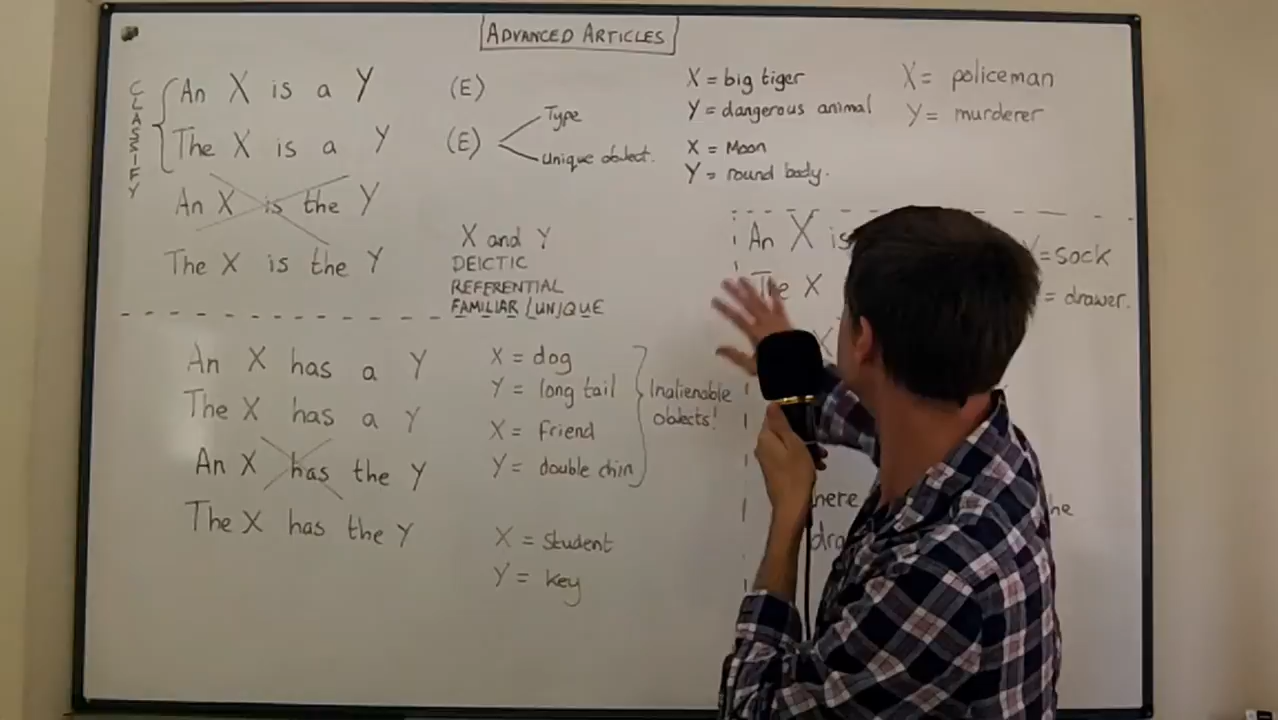 ADVANCED ARTICLES
CLASSIFY
An X is a Y
The X is a Y
An X is the Y
The X is the Y
(E)
(E)
Type
unique object.
X = big tiger
Y = dangerous animal
X = Moon
Y = round body.
X = policeman
Y = murderer
X and Y
DEICTIC
REFERENTIAL
FAMILIAR / UNIQUE
An X has a Y
The X has a Y
An X has the Y
The X has the Y
X = dog
Y = long tail
X = friend
Y = double chin
Inalienable
objects!
X = student
Y = key
An X is
The X
X
= sock
= drawer.